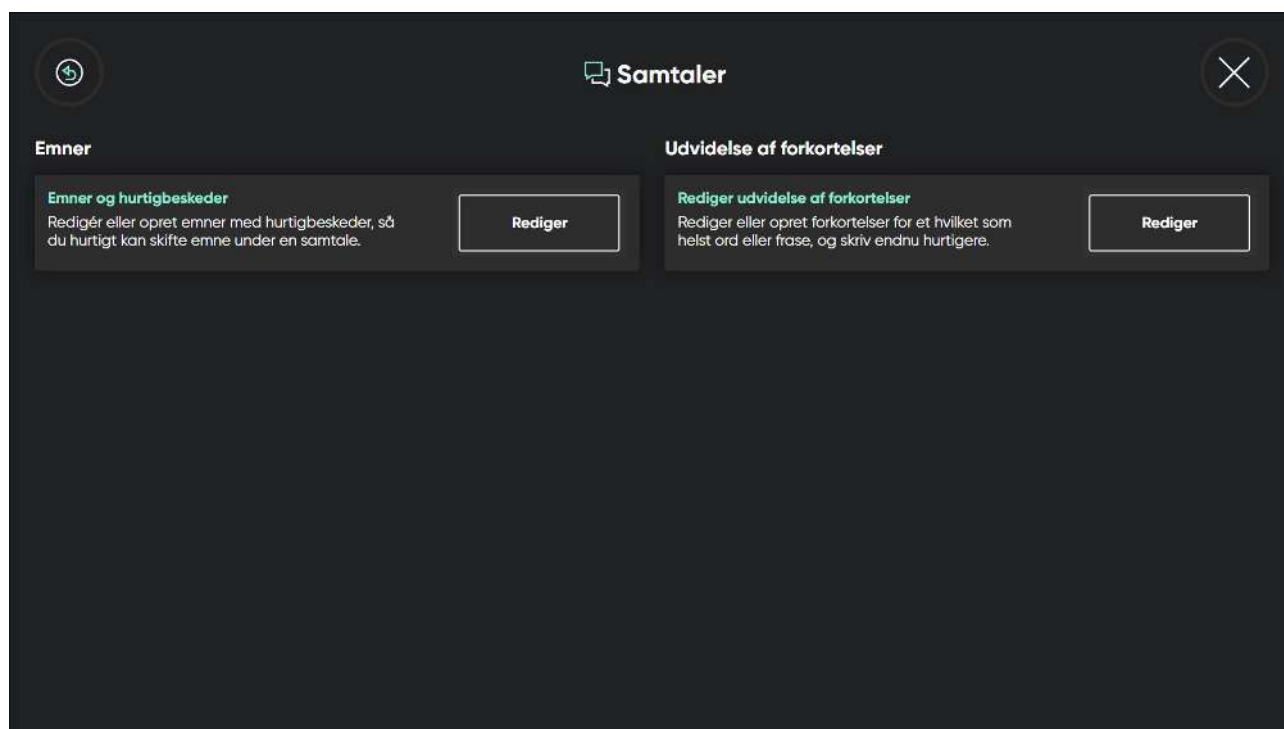 Samtaler
Emner
Emner og hurtigbeskeder
Redigér eller opret emner med hurtigbeskeder, så
du hurtigt kan skifte emne under en samtale.
Rediger
Udvidelse af forkortelser
Rediger udvidelse af forkortelser
Rediger eller opret forkortelser for et hvilket som
helst ord eller frase, og skriv endnu hurtigere.
Rediger